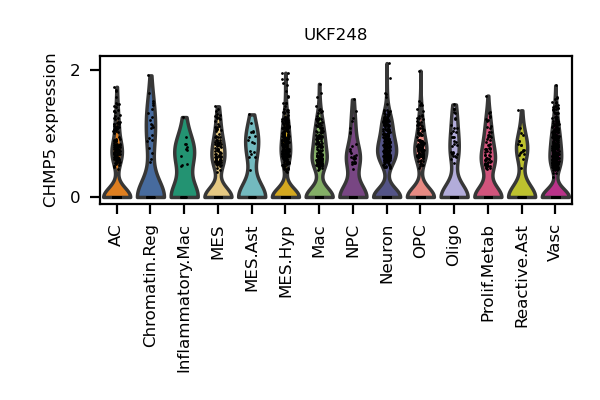 UKF248
CHMP5 expression
2
0
AC
Chromatin.Reg
Inflammatory.Mac
MES
MES.Ast
MES.Hyp
Mac
NPC
Neuron
OPC
Oligo
Prolif.Metab
Reactive.Ast
Vasc